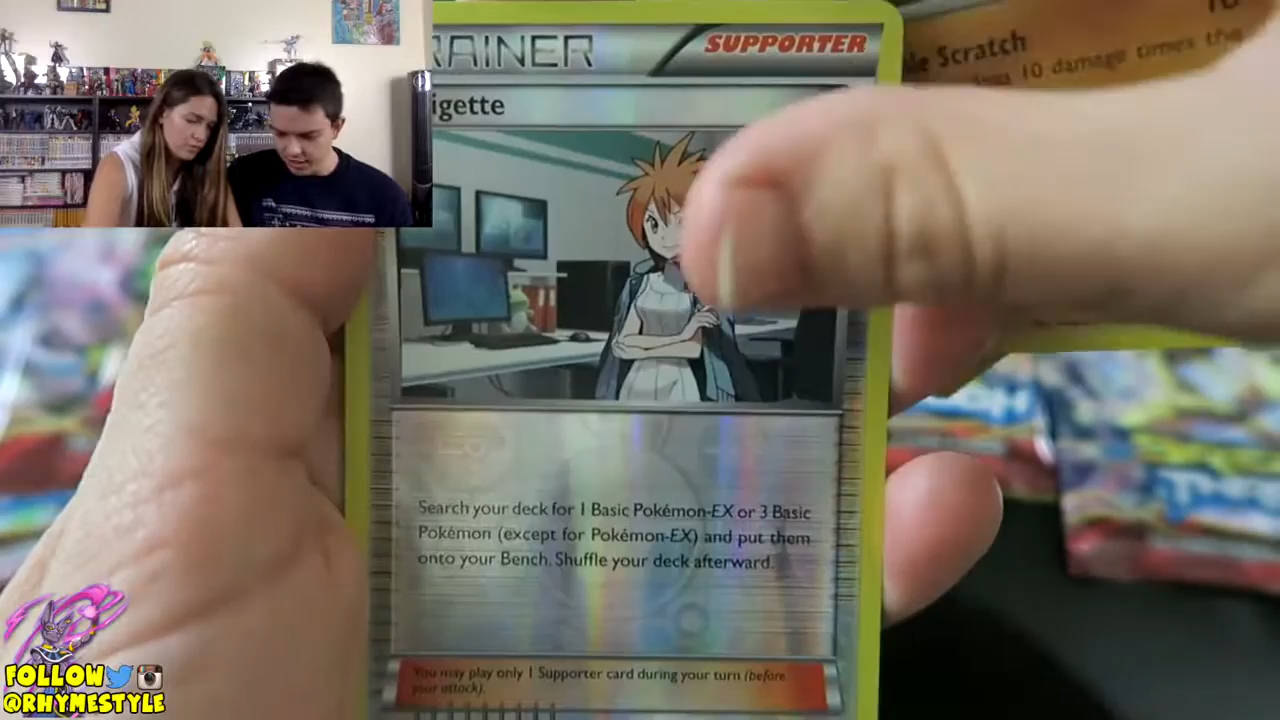 RAINER
SUPPORTER
igette
Scratch
10
10 damage times the
Search your deck for 1 Basic Pokémon-EX or 3 Basic
Pokémon (except for Pokémon-EX) and put them
onto your Bench. Shuffle your deck afterward.
You may play only 1 Supporter card during your turn (before
your attack).
FOLLOW
@RHYMESTYLE